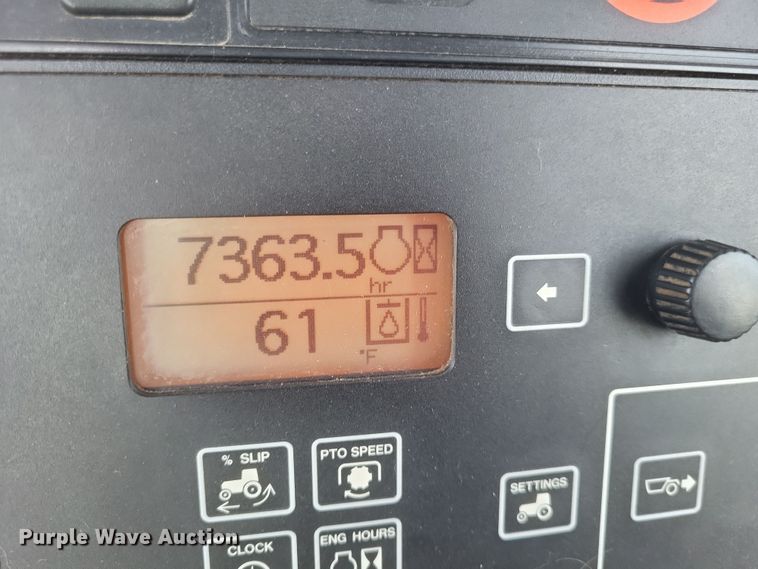 7363.5
hr
61
°F
% SLIP
PTO SPEED
SETTINGS
CLOCK
ENG HOURS
Purple Wave Auction